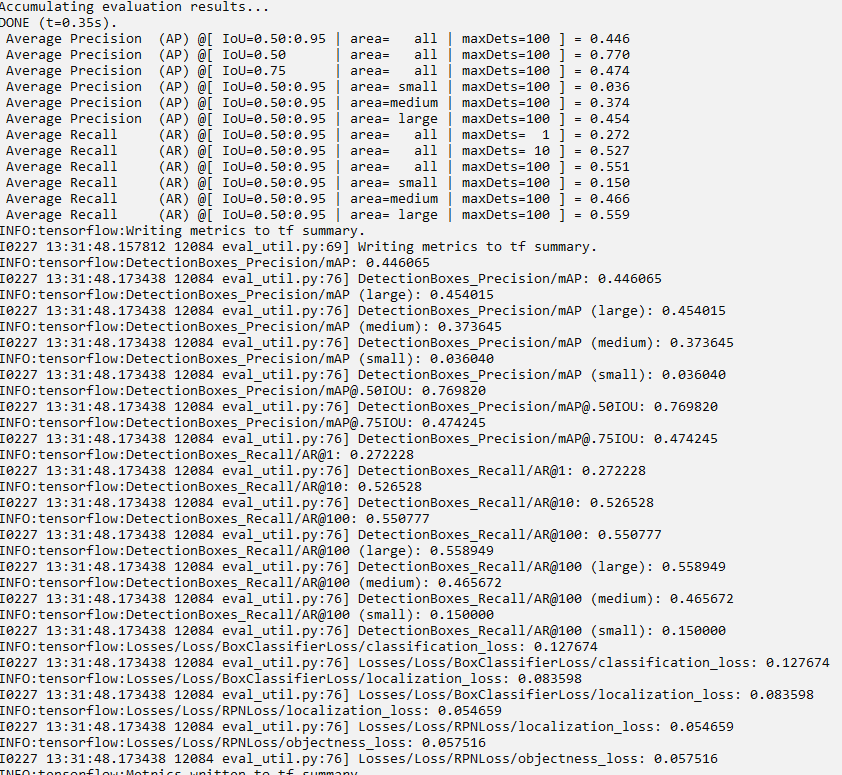 Accumulating evaluation results...
DONE (t=0.35s).
Average Precision  (AP) @[ IoU=0.50:0.95 | area=   all | maxDets=100 ] = 0.446
Average Precision  (AP) @[ IoU=0.50      | area=   all | maxDets=100 ] = 0.770
Average Precision  (AP) @[ IoU=0.75      | area=   all | maxDets=100 ] = 0.474
Average Precision  (AP) @[ IoU=0.50:0.95 | area= small | maxDets=100 ] = 0.036
Average Precision  (AP) @[ IoU=0.50:0.95 | area=medium | maxDets=100 ] = 0.374
Average Precision  (AP) @[ IoU=0.50:0.95 | area= large | maxDets=100 ] = 0.454
Average Recall     (AR) @[ IoU=0.50:0.95 | area=   all | maxDets=  1 ] = 0.272
Average Recall     (AR) @[ IoU=0.50:0.95 | area=   all | maxDets= 10 ] = 0.527
Average Recall     (AR) @[ IoU=0.50:0.95 | area=   all | maxDets=100 ] = 0.551
Average Recall     (AR) @[ IoU=0.50:0.95 | area= small | maxDets=100 ] = 0.150
Average Recall     (AR) @[ IoU=0.50:0.95 | area=medium | maxDets=100 ] = 0.466
Average Recall     (AR) @[ IoU=0.50:0.95 | area= large | maxDets=100 ] = 0.559
INFO:tensorflow:Writing metrics to tf summary.
I0227 13:31:48.157812 12084 eval_util.py:69] Writing metrics to tf summary.
INFO:tensorflow:DetectionBoxes_Precision/mAP: 0.446065
I0227 13:31:48.173438 12084 eval_util.py:76] DetectionBoxes_Precision/mAP: 0.446065
INFO:tensorflow:DetectionBoxes_Precision/mAP (large): 0.454015
I0227 13:31:48.173438 12084 eval_util.py:76] DetectionBoxes_Precision/mAP (large): 0.454015
INFO:tensorflow:DetectionBoxes_Precision/mAP (medium): 0.373645
I0227 13:31:48.173438 12084 eval_util.py:76] DetectionBoxes_Precision/mAP (medium): 0.373645
INFO:tensorflow:DetectionBoxes_Precision/mAP (small): 0.036040
I0227 13:31:48.173438 12084 eval_util.py:76] DetectionBoxes_Precision/mAP (small): 0.036040
INFO:tensorflow:DetectionBoxes_Precision/mAP@.50IOU: 0.769820
I0227 13:31:48.173438 12084 eval_util.py:76] DetectionBoxes_Precision/mAP@.50IOU: 0.769820
INFO:tensorflow:DetectionBoxes_Precision/mAP@.75IOU: 0.474245
I0227 13:31:48.173438 12084 eval_util.py:76] DetectionBoxes_Precision/mAP@.75IOU: 0.474245
INFO:tensorflow:DetectionBoxes_Recall/AR@1: 0.272228
I0227 13:31:48.173438 12084 eval_util.py:76] DetectionBoxes_Recall/AR@1: 0.272228
INFO:tensorflow:DetectionBoxes_Recall/AR@10: 0.526528
I0227 13:31:48.173438 12084 eval_util.py:76] DetectionBoxes_Recall/AR@10: 0.526528
INFO:tensorflow:DetectionBoxes_Recall/AR@100: 0.550777
I0227 13:31:48.173438 12084 eval_util.py:76] DetectionBoxes_Recall/AR@100: 0.550777
INFO:tensorflow:DetectionBoxes_Recall/AR@100 (large): 0.558949
I0227 13:31:48.173438 12084 eval_util.py:76] DetectionBoxes_Recall/AR@100 (large): 0.558949
INFO:tensorflow:DetectionBoxes_Recall/AR@100 (medium): 0.465672
I0227 13:31:48.173438 12084 eval_util.py:76] DetectionBoxes_Recall/AR@100 (medium): 0.465672
INFO:tensorflow:DetectionBoxes_Recall/AR@100 (small): 0.150000
I0227 13:31:48.173438 12084 eval_util.py:76] DetectionBoxes_Recall/AR@100 (small): 0.150000
INFO:tensorflow:Losses/Loss/BoxClassifierLoss/classification_loss: 0.127674
I0227 13:31:48.173438 12084 eval_util.py:76] Losses/Loss/BoxClassifierLoss/classification_loss: 0.127674
INFO:tensorflow:Losses/Loss/BoxClassifierLoss/localization_loss: 0.083598
I0227 13:31:48.173438 12084 eval_util.py:76] Losses/Loss/BoxClassifierLoss/localization_loss: 0.083598
INFO:tensorflow:Losses/Loss/RPNLoss/localization_loss: 0.054659
I0227 13:31:48.173438 12084 eval_util.py:76] Losses/Loss/RPNLoss/localization_loss: 0.054659
INFO:tensorflow:Losses/Loss/RPNLoss/objectness_loss: 0.057516
I0227 13:31:48.173438 12084 eval_util.py:76] Losses/Loss/RPNLoss/objectness_loss: 0.057516
INFO:tensorflow:Metrics written to tf summary.